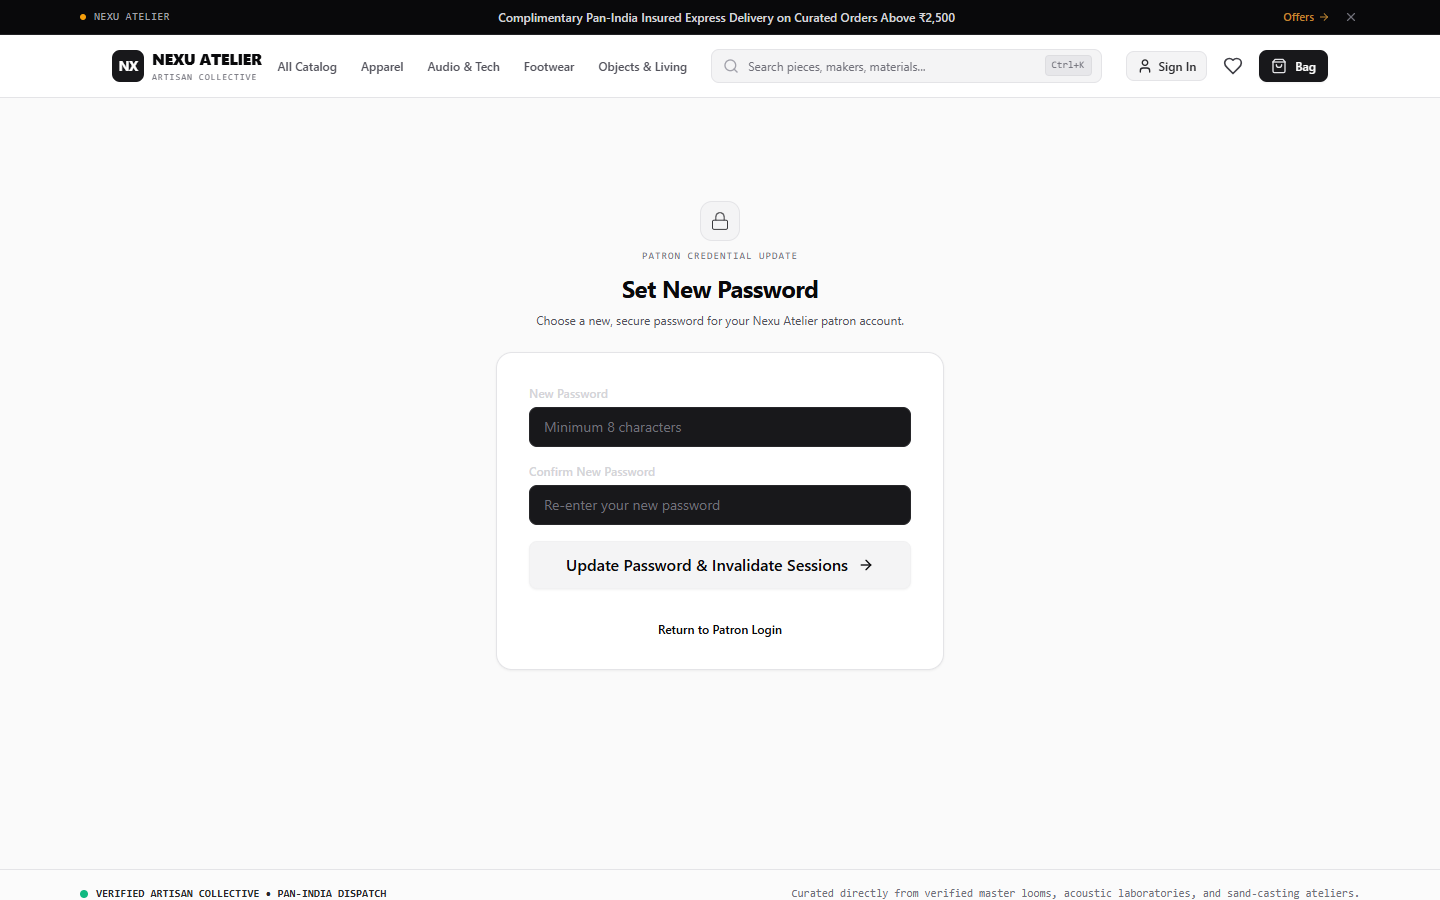 NEXU ATELIER
Complimentary Pan-India Insured Express Delivery on Curated Orders Above ₹2,500
Offers →
NX
NEXU ATELIER
ARTISAN COLLECTIVE
All Catalog
Apparel
Audio & Tech
Footwear
Objects & Living
Search pieces, makers, materials...
Ctrl+K
Sign In
Bag
PATRON CREDENTIAL UPDATE
Set New Password
Choose a new, secure password for your Nexu Atelier patron account.
New Password
Minimum 8 characters
Confirm New Password
Re-enter your new password
Update Password & Invalidate Sessions →
Return to Patron Login
VERIFIED ARTISAN COLLECTIVE • PAN-INDIA DISPATCH
Curated directly from verified master looms, acoustic laboratories, and sand-casting ateliers.